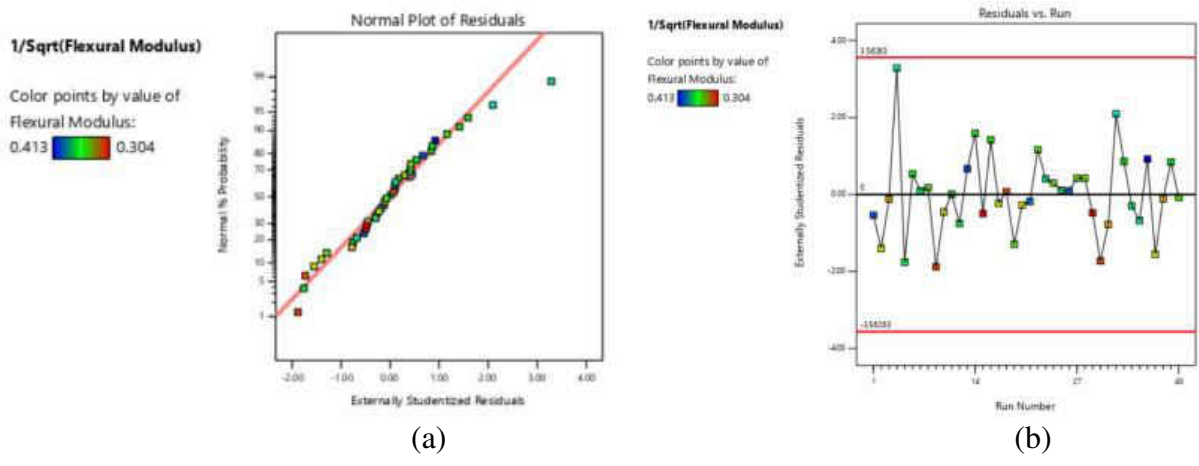 Normal Plot of Residuals
1/Sqrt(Flexural Modulus)
Color points by value of
Flexural Modulus:
0.413 0.304
Normal % Probability
99
95
90
80
70
50
30
20
10
5
1
-2.00 -1.00 0.00 1.00 2.00 3.00 4.00
Externally Studentized Residuals
(a)
Residuals vs. Run
1/Sqrt(Flexural Modulus)
Color points by value of
Flexural Modulus:
0.413 0.304
Externally Studentized Residuals
4.00
2.00
0
0.00
-2.00
-4.00
1 14 27 40
Run Number
(b)